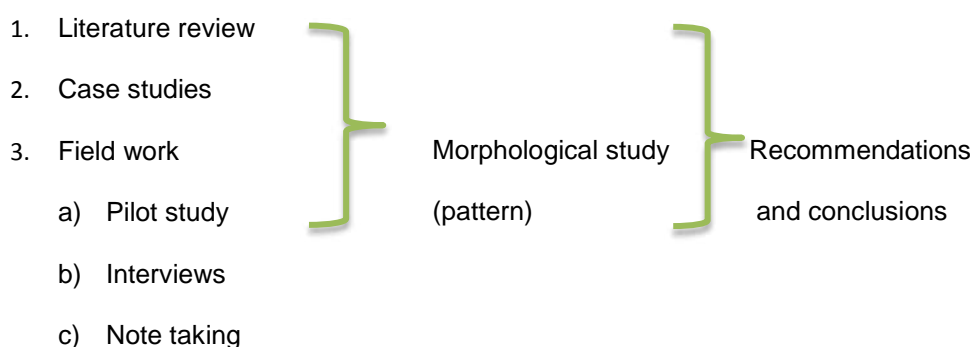 1. Literature review
2. Case studies
3. Field work
Morphological study
Recommendations
a) Pilot study
(pattern)
and conclusions
b) Interviews
c) Note taking